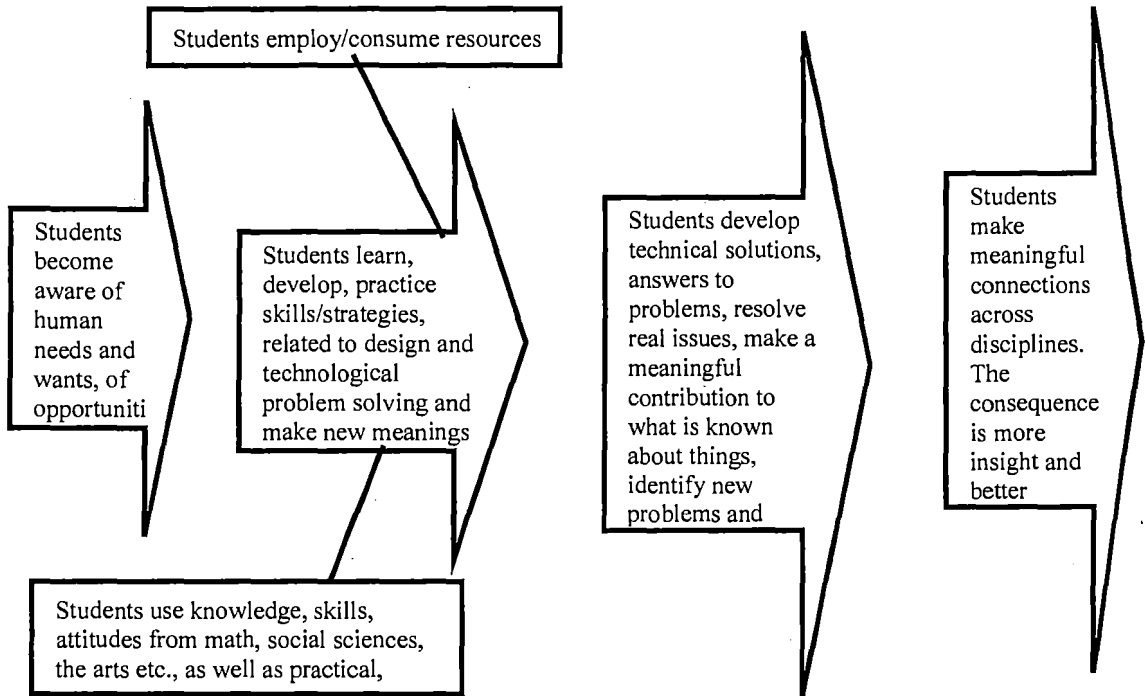 Students employ/consume resources
Students
become
aware of
human
needs and
wants, of
opportuniti
Students learn,
develop, practice
skills/strategies,
related to design and
technological
problem solving and
make new meanings
Students use knowledge, skills,
attitudes from math, social sciences,
the arts etc., as well as practical,
Students develop
technical solutions,
answers to
problems, resolve
real issues, make a
meaningful
contribution to
what is known
about things,
identify new
problems and
Students
make
meaningful
connections
across
disciplines.
The
consequence
is more
insight and
better